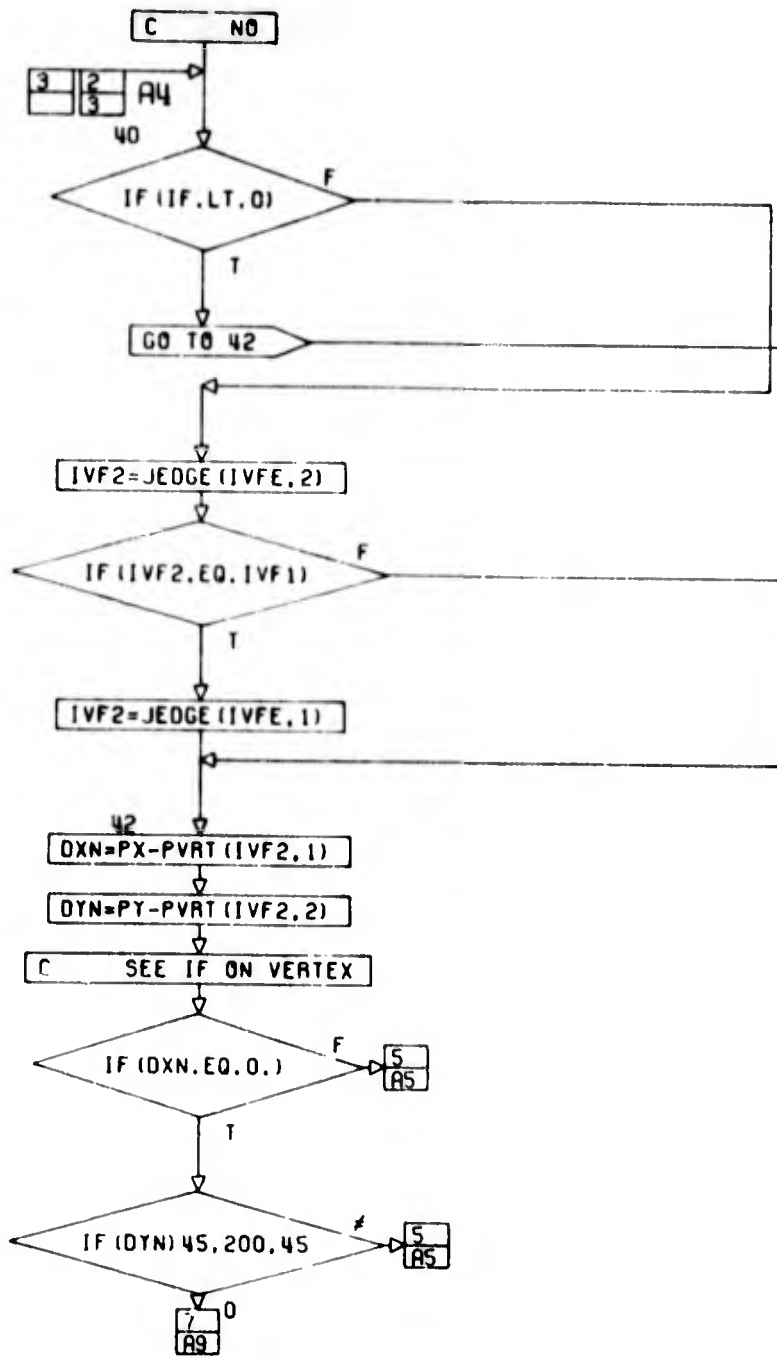 C NO
3 2 A4
3
40
IF(IF.LT.0)
F
T
GO TO 42
IVF2=JEDGE(IVFE,2)
IF(IVF2.EQ.IVF1)
F
T
IVF2=JEDGE(IVFE,1)
42
DXN=PX-PVRT(IVF2,1)
DYN=PY-PVRT(IVF2,2)
C SEE IF ON VERTEX
IF(DXN.EQ.0.)
F
5
A5
T
IF(DYN)45,200,45
≠
5
A5
0
7
A9